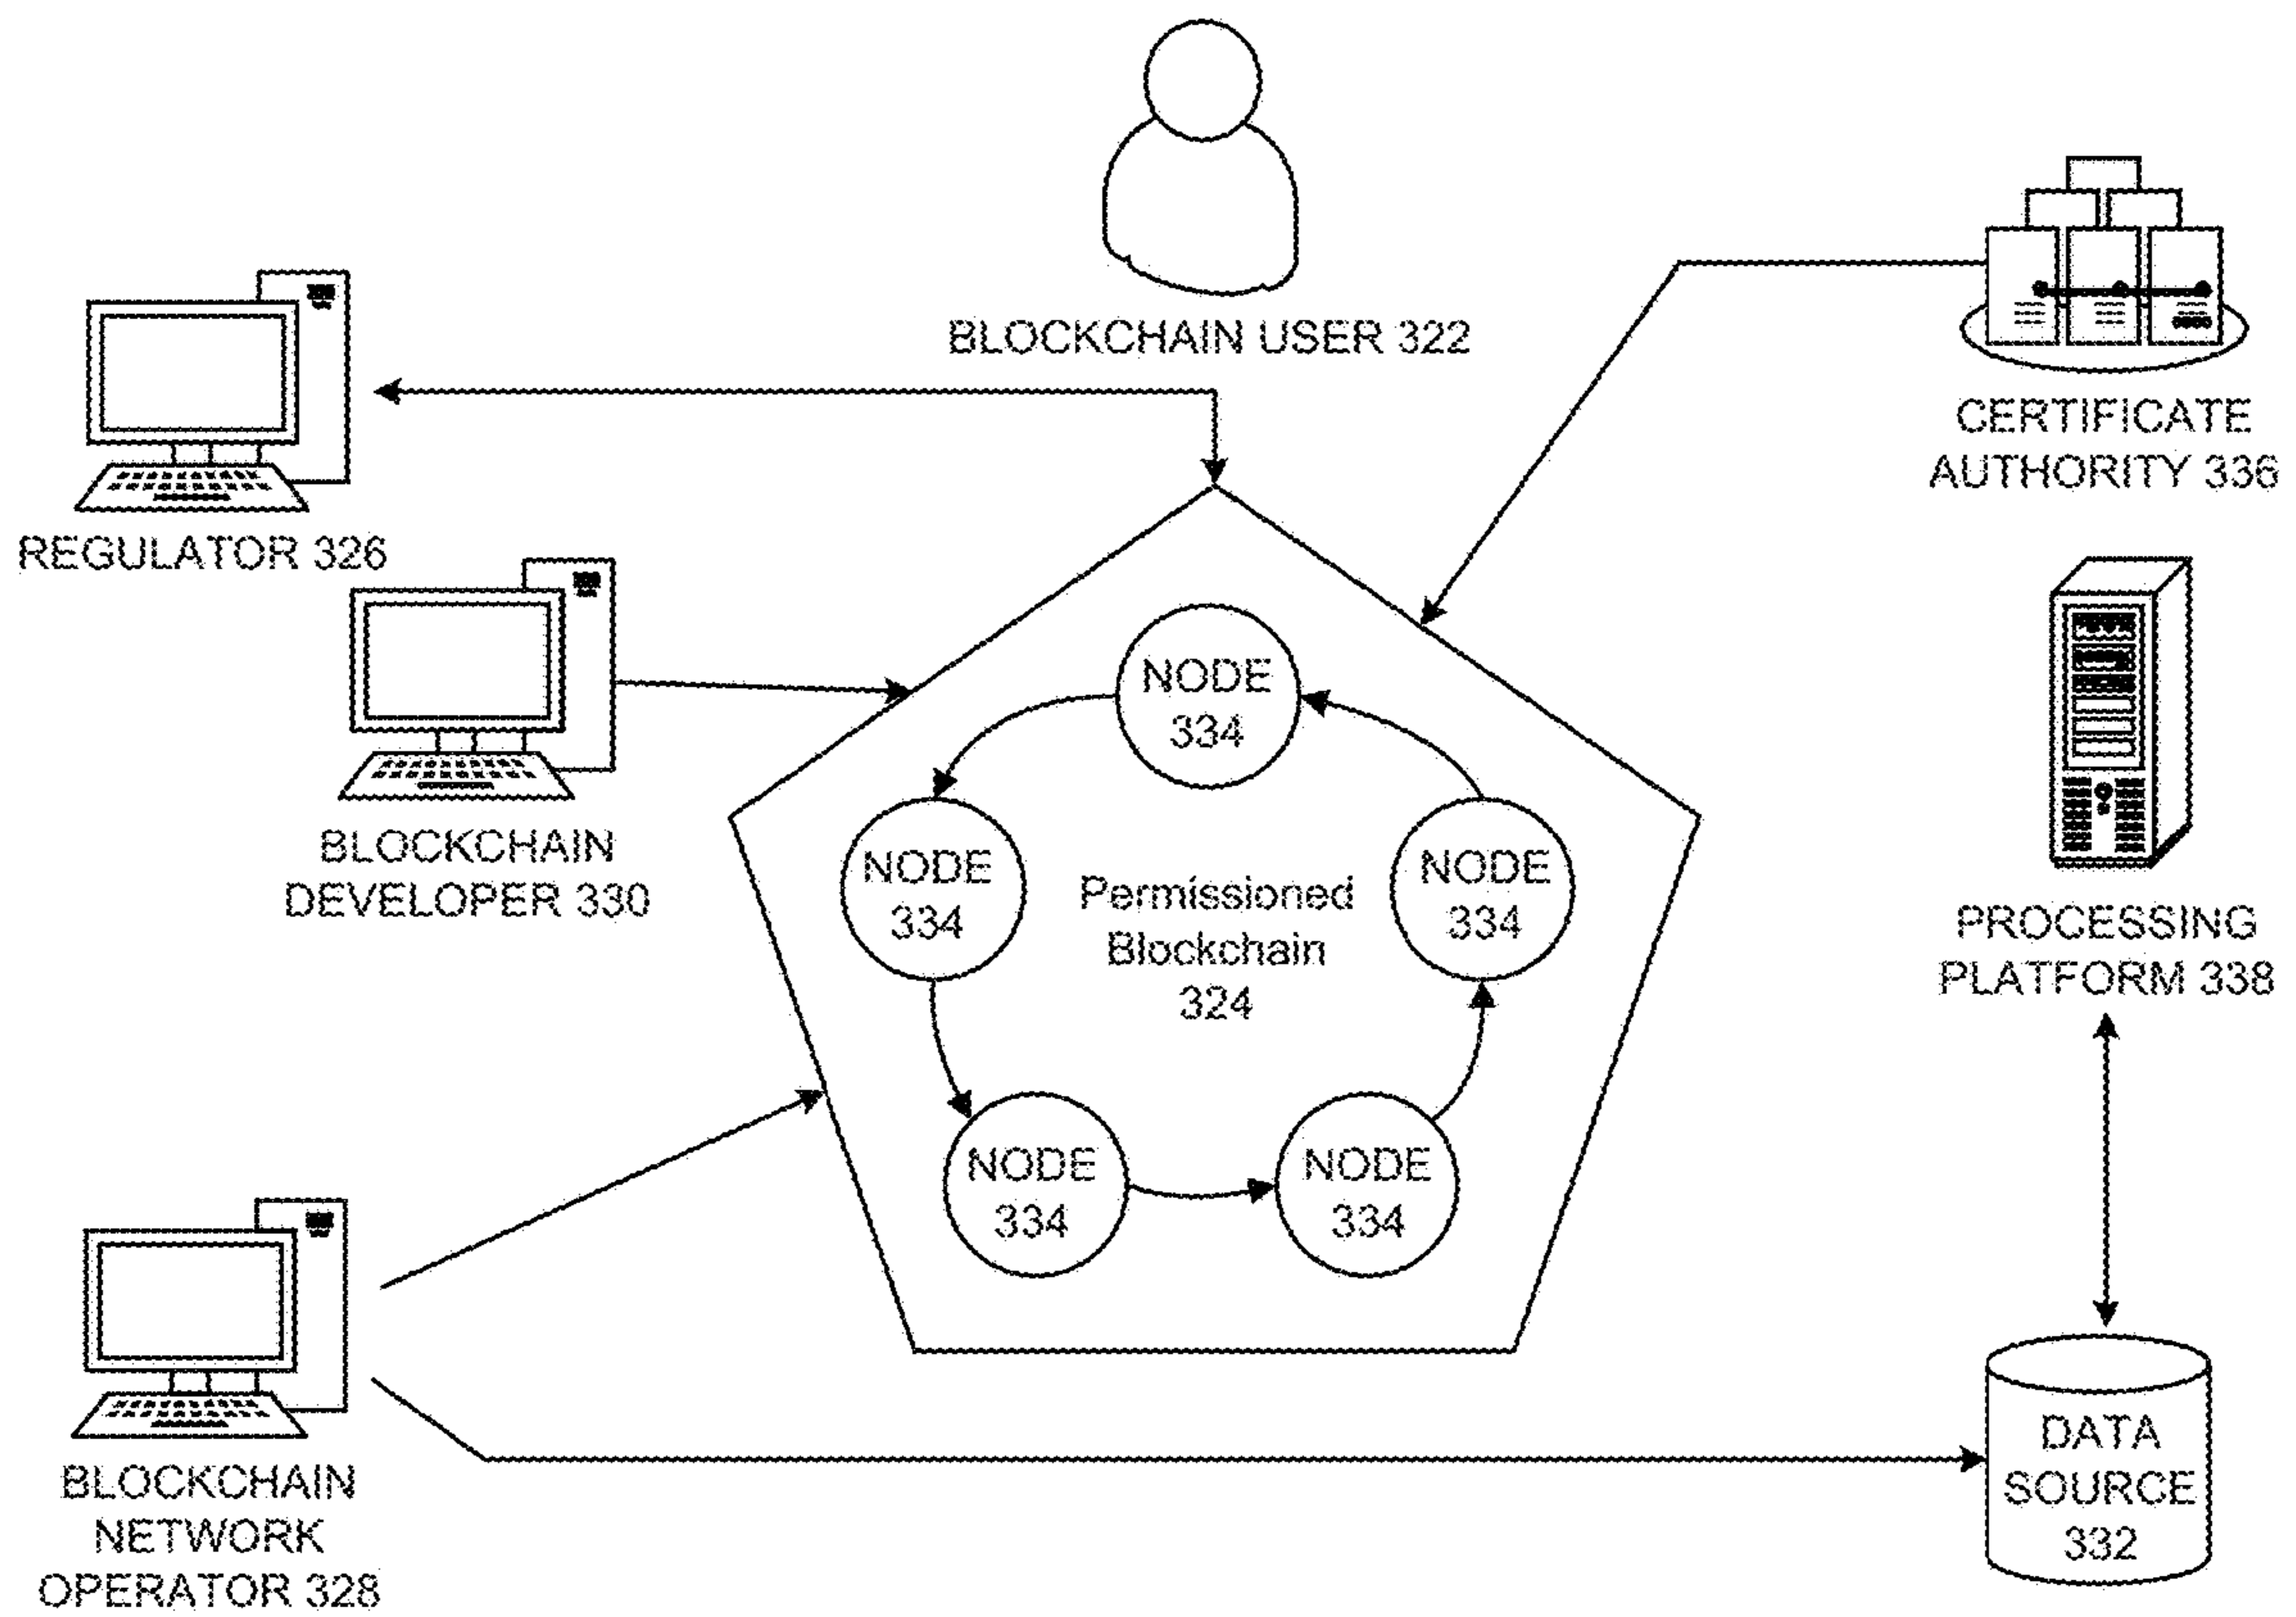 BLOCKCHAIN USER 322
CERTIFICATE
AUTHORITY 336
REGULATOR 326
BLOCKCHAIN
DEVELOPER 330
NODE
334
NODE
334
Permissioned
Blockchain
324
NODE
334
PROCESSING
PLATFORM 338
NODE
334
NODE
334
BLOCKCHAIN
NETWORK
OPERATOR 328
DATA
SOURCE
332